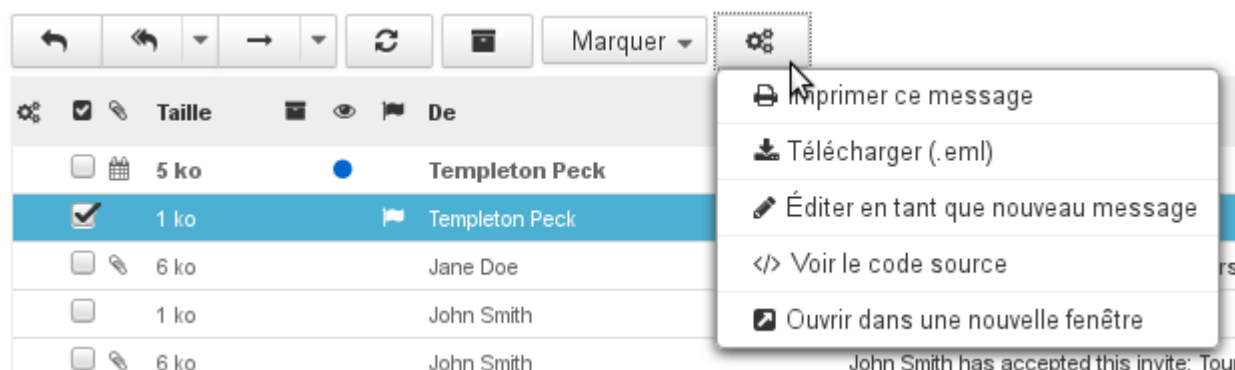 Marquer
Imprimer ce message
Taille De
Télécharger (.eml)
5 ko Templeton Peck
Éditer en tant que nouveau message
1 ko Templeton Peck
Voir le code source
6 ko Jane Doe rs
1 ko John Smith
Ouvrir dans une nouvelle fenêtre
6 ko John Smith John Smith has accepted this invite: Tour